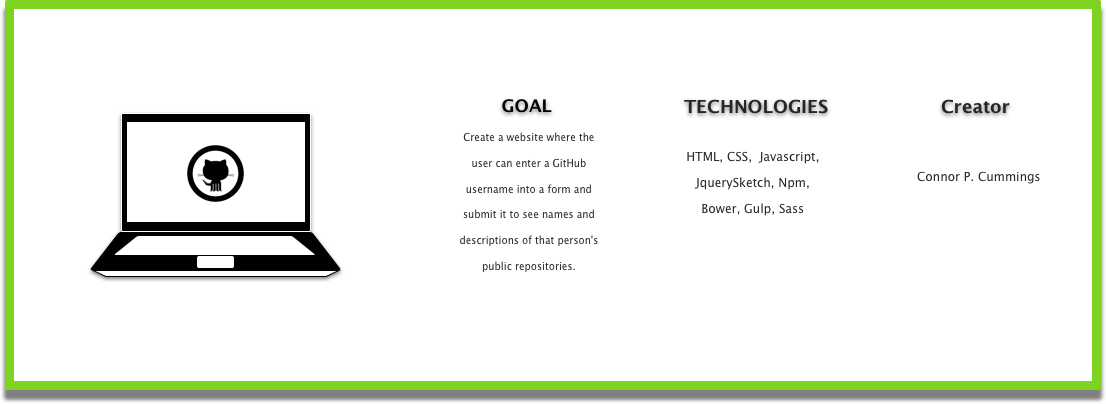 GOAL
Create a website where the
user can enter a GitHub
username into a form and
submit it to see names and
descriptions of that person's
public repositories.
TECHNOLOGIES
HTML, CSS,  Javascript,
JquerySketch, Npm,
Bower, Gulp, Sass
Creator
Connor P. Cummings